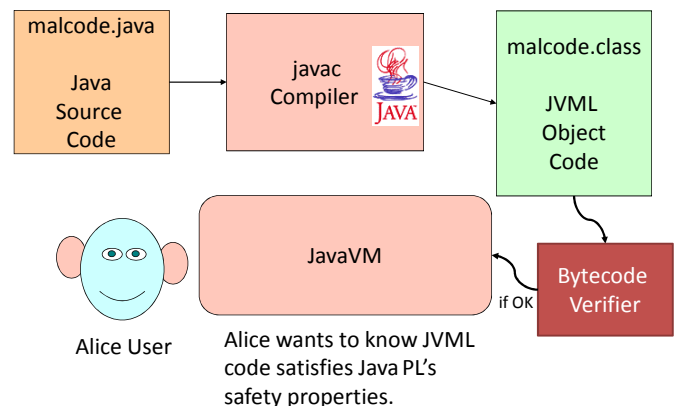 malcode.java
Java
Source
Code
javac
Compiler
JAVA
malcode.class
JVML
Object
Code
JavaVM
if OK
Bytecode
Verifier
Alice User
Alice wants to know JVML
code satisfies Java PL's
safety properties.